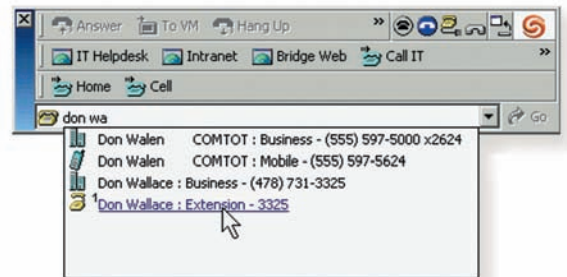 Answer To VM Hang Up »
IT Helpdesk Intranet Bridge Web Call IT »
Home Cell
don wa Go
Don Walen COMTOT : Business - (555) 597-5000 x2624
Don Walen COMTOT : Mobile - (555) 597-5624
Don Wallace : Business - (478) 731-3325
1Don Wallace : Extension - 3325